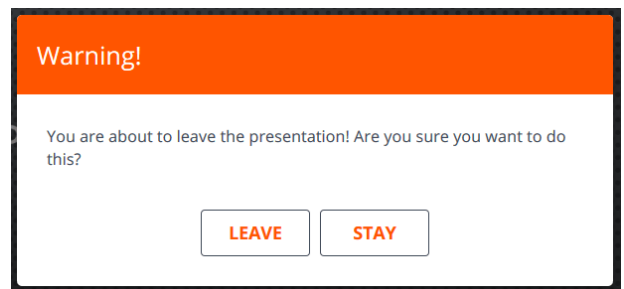 Warning!
You are about to leave the presentation! Are you sure you want to do
this?
LEAVE
STAY